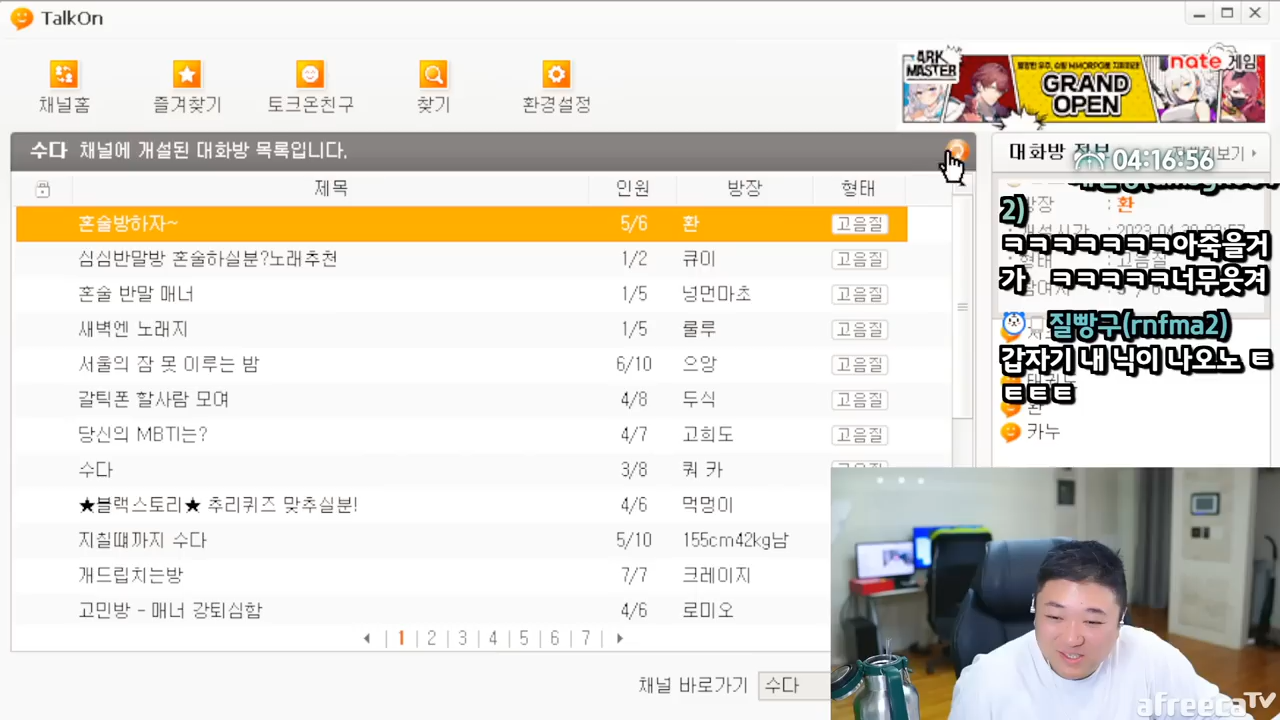 TalkOn
채널홈
즐겨찾기
토크온친구
찾기
환경설정
ARK MASTER
GRAND OPEN
nate 게임
수다 채널에 개설된 대화방 목록입니다.
대화방 정보
04:16:56
제목 인원 방장 형태
혼술방하자~ 5/6 환 고음질
심심반말방 혼술하실분?노래추천 1/2 큐이 고음질
혼술 반말 매너 1/5 넝면마초 고음질
새벽엔 노래지 1/5 룰루 고음질
서울의 잠 못 이루는 밤 6/10 으앙 고음질
갈틱폰 할사람 모여 4/8 두식 고음질
당신의 MBTI는? 4/7 고희도 고음질
수다 3/8 쿼 카
★블랙스토리★ 추리퀴즈 맞추실분! 4/6 먹멍이
지칠때까지 수다 5/10 155cm42kg남
개드립치는방 7/7 크레이지
고민방 - 매너 강퇴심함 4/6 로미오
1 2 3 4 5 6 7
채널 바로가기 수다
방장 : 환
2)
ㅋㅋㅋㅋㅋㅋㅋ아죽을거
가 ㅋㅋㅋㅋㅋ너무웃겨
질빵구(rnfma2)
갑자기 내 닉이 나오노 ㅌ
ㅌㅌㅌㅌ
환
카누
afreecaTV